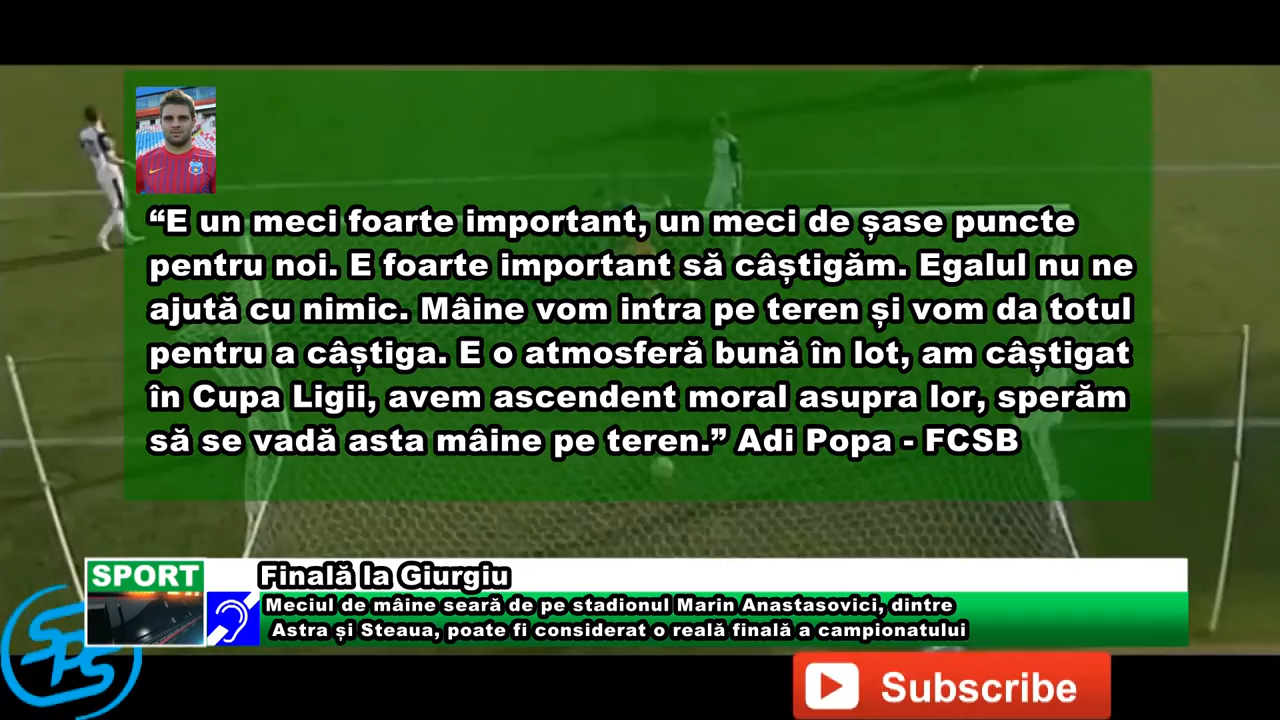 “E un meci foarte important, un meci de șase puncte
pentru noi. E foarte important să câștigăm. Egalul nu ne
ajută cu nimic. Mâine vom intra pe teren și vom da totul
pentru a câștiga. E o atmosferă bună în lot, am câștigat
în Cupa Ligii, avem ascendent moral asupra lor, sperăm
să se vadă asta mâine pe teren.” Adi Popa - FCSB
SPORT
Finală la Giurgiu
Meciul de mâine seară de pe stadionul Marin Anastasovici, dintre
Astra și Steaua, poate fi considerat o reală finală a campionatului
SPS
Subscribe